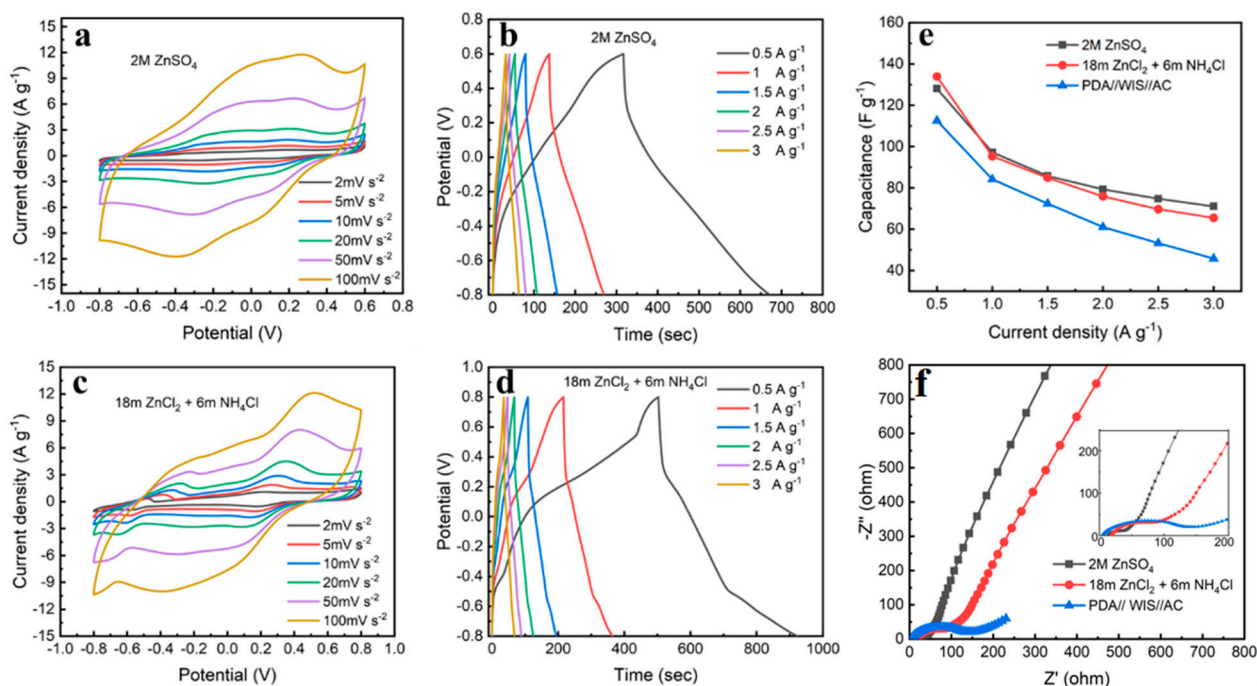 a
2M ZnSO₄
15
12
9
6
3
0
-3
-6
-9
-12
-15
Current density (A g⁻¹)
2mV s⁻²
5mV s⁻²
10mV s⁻²
20mV s⁻²
50mV s⁻²
100mV s⁻²
-1.0 -0.8 -0.6 -0.4 -0.2 0.0 0.2 0.4 0.6 0.8
Potential (V)
b
2M ZnSO₄
0.8
0.6
0.4
0.2
0.0
-0.2
-0.4
-0.6
-0.8
Potential (V)
0.5 A g⁻¹
1 A g⁻¹
1.5 A g⁻¹
2 A g⁻¹
2.5 A g⁻¹
3 A g⁻¹
0 100 200 300 400 500 600 700 800
Time (sec)
e
2M ZnSO₄
18m ZnCl₂ + 6m NH₄Cl
PDA//WIS//AC
160
140
120
100
80
60
40
Capacitance (F g⁻¹)
0.5 1.0 1.5 2.0 2.5 3.0
Current density (A g⁻¹)
c
18m ZnCl₂ + 6m NH₄Cl
15
12
9
6
3
0
-3
-6
-9
-12
-15
Current density (A g⁻¹)
2mV s⁻²
5mV s⁻²
10mV s⁻²
20mV s⁻²
50mV s⁻²
100mV s⁻²
-1.0 -0.8 -0.6 -0.4 -0.2 0.0 0.2 0.4 0.6 0.8 1.0
Potential (V)
d
18m ZnCl₂ + 6m NH₄Cl
1.0
0.8
0.6
0.4
0.2
0.0
-0.2
-0.4
-0.6
-0.8
Potential (V)
0.5 A g⁻¹
1 A g⁻¹
1.5 A g⁻¹
2 A g⁻¹
2.5 A g⁻¹
3 A g⁻¹
0 200 400 600 800 1000
Time (sec)
f
800
700
600
500
400
300
200
100
0
-Z'' (ohm)
200
100
0
0 100 200
2M ZnSO₄
18m ZnCl₂ + 6m NH₄Cl
PDA// WIS//AC
0 100 200 300 400 500 600 700 800
Z' (ohm)